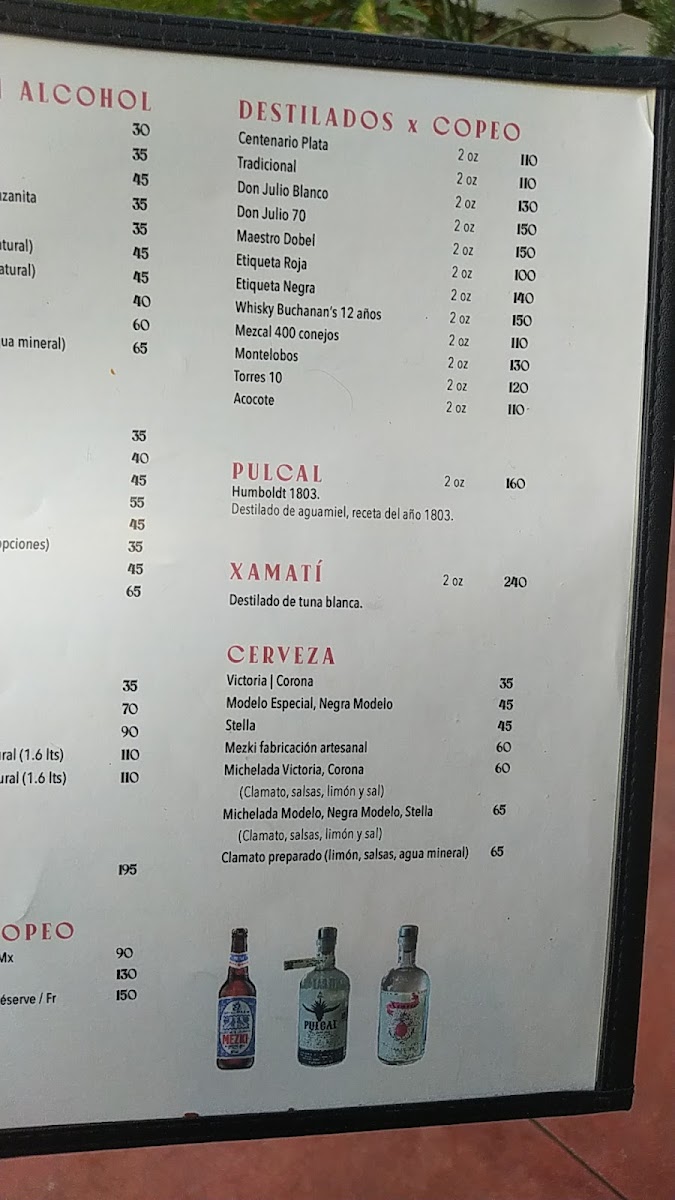 ALCOHOL
30
35
45
zanita 35
35
tural) 45
atural) 45
40
60
ua mineral) 65
35
40
45
55
45
opciones) 35
45
65
35
70
90
ural (1.6 lts) 110
ural (1.6 lts) 110
195
OPEO
Mx 90
130
éserve / Fr 150
DESTILADOS x COPEO
Centenario Plata 2 oz 110
Tradicional 2 oz 110
Don Julio Blanco 2 oz 130
Don Julio 70 2 oz 150
Maestro Dobel 2 oz 150
Etiqueta Roja 2 oz 100
Etiqueta Negra 2 oz 140
Whisky Buchanan's 12 años 2 oz 150
Mezcal 400 conejos 2 oz 110
Montelobos 2 oz 130
Torres 10 2 oz 120
Acocote 2 oz 110
PULCAL 2 oz 160
Humboldt 1803.
Destilado de aguamiel, receta del año 1803.
XAMATÍ 2 oz 240
Destilado de tuna blanca.
CERVEZA
Victoria | Corona 35
Modelo Especial, Negra Modelo 45
Stella 45
Mezki fabricación artesanal 60
Michelada Victoria, Corona 60
(Clamato, salsas, limón y sal)
Michelada Modelo, Negra Modelo, Stella 65
(Clamato, salsas, limón y sal)
Clamato preparado (limón, salsas, agua mineral) 65
MEZKI
PULCAL